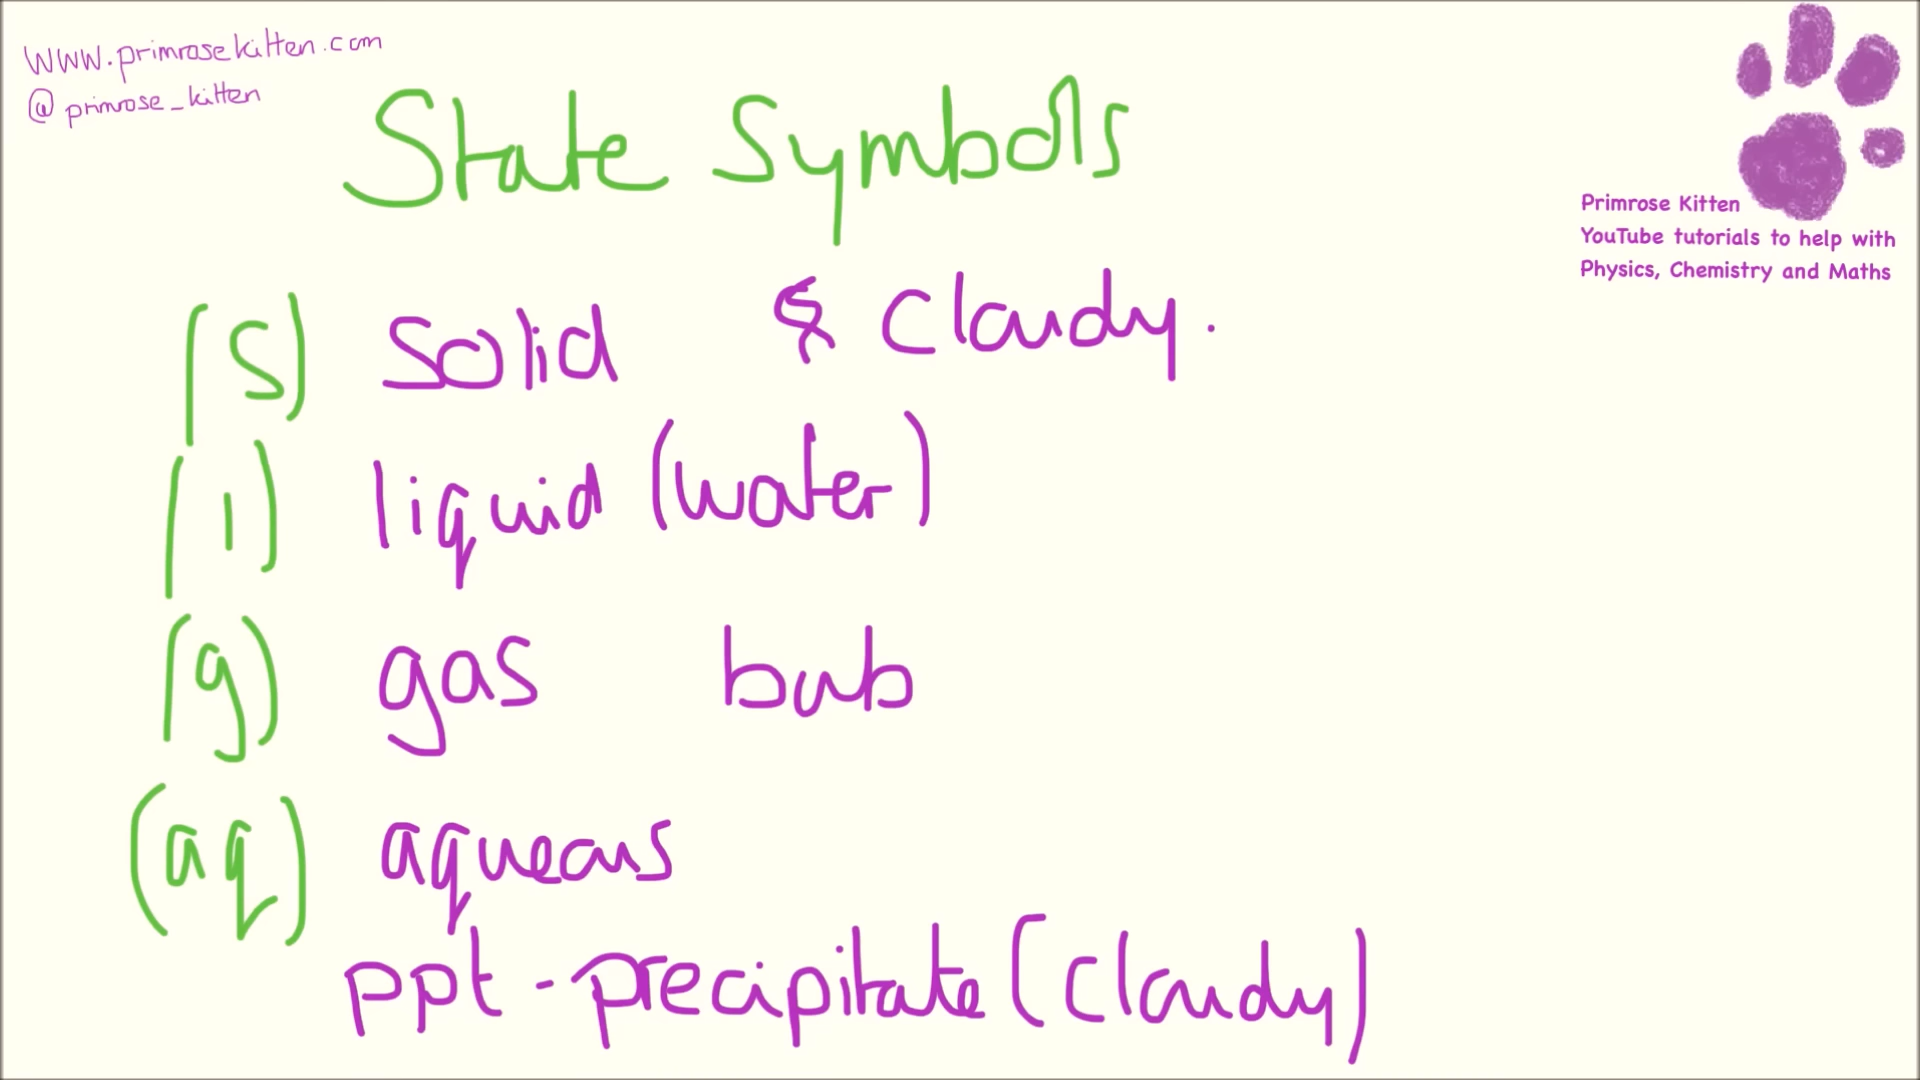 www.primrosekitten.com
@primrose_kitten
State Symbols
Primrose Kitten
YouTube tutorials to help with
Physics, Chemistry and Maths
(s) solid & cloudy.
(l) liquid (water)
(g) gas bub
(aq) aqueous
ppt - precipitate (cloudy)